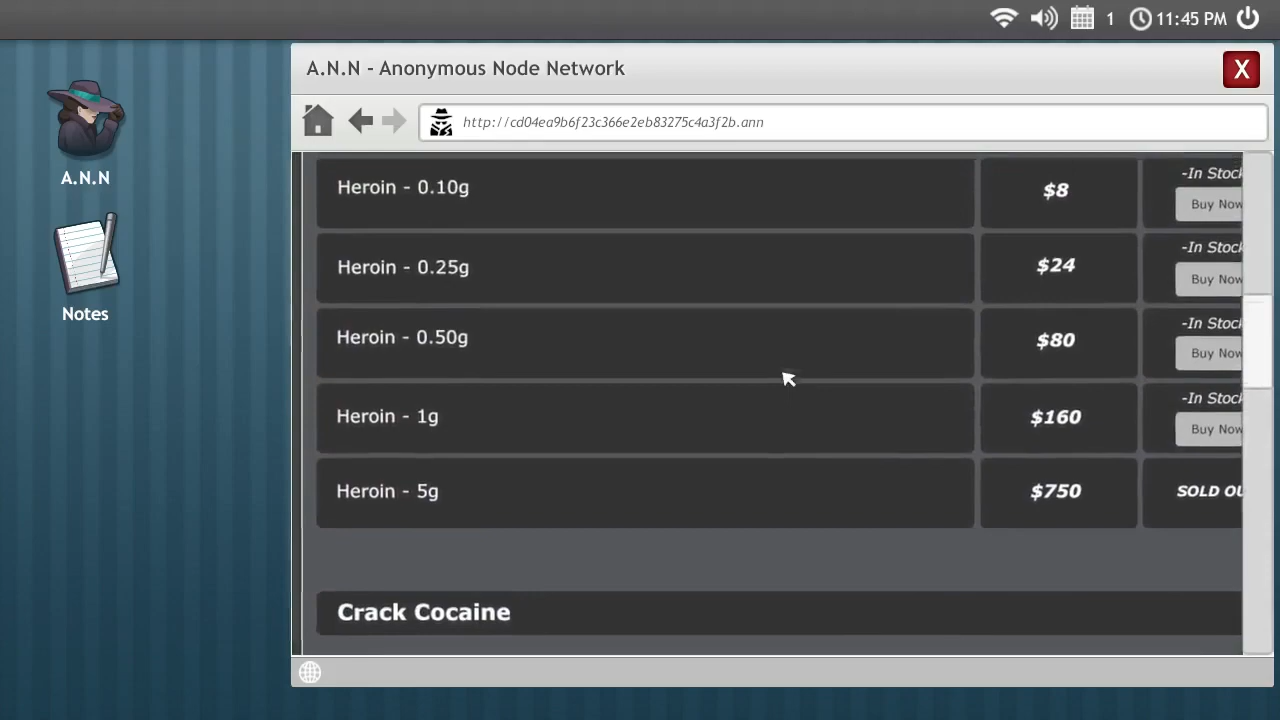 1 11:45 PM
A.N.N - Anonymous Node Network
X
http://cd04ea9b6f23c366e2eb83275c4a3f2b.ann
A.N.N
Notes
Heroin - 0.10g $8 -In Stock
Buy Now
Heroin - 0.25g $24 -In Stock
Buy Now
Heroin - 0.50g $80 -In Stock
Buy Now
Heroin - 1g $160 -In Stock
Buy Now
Heroin - 5g $750 SOLD OU
Crack Cocaine